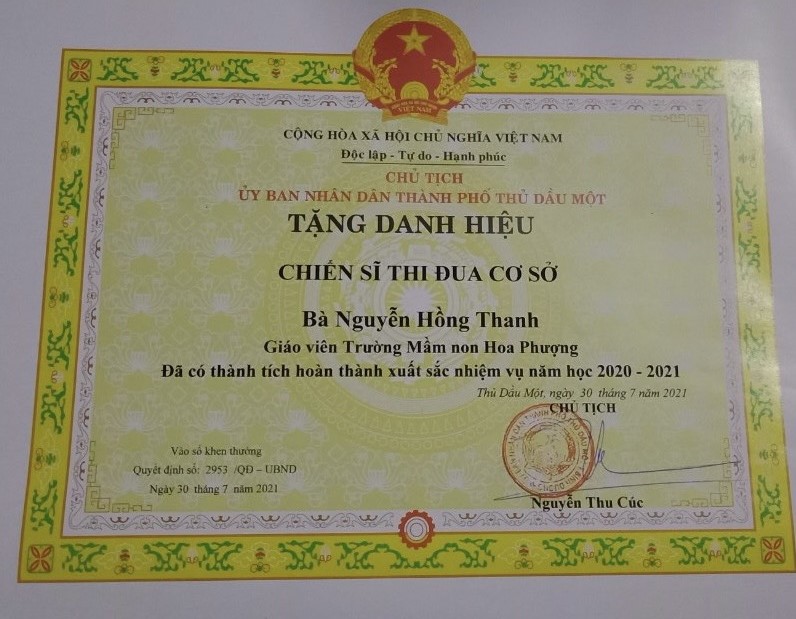 VIỆT NAM
CỘNG HÒA XÃ HỘI CHỦ NGHĨA VIỆT NAM
Độc lập - Tự do - Hạnh phúc
CHỦ TỊCH
ỦY BAN NHÂN DÂN THÀNH PHỐ THỦ DẦU MỘT
TẶNG DANH HIỆU
CHIẾN SĨ THI ĐUA CƠ SỞ
Bà Nguyễn Hồng Thanh
Giáo viên Trường Mầm non Hoa Phượng
Đã có thành tích hoàn thành xuất sắc nhiệm vụ năm học 2020 - 2021
Thủ Dầu Một, ngày 30 tháng 7 năm 2021
CHỦ TỊCH
Nguyễn Thu Cúc
Vào sổ khen thưởng
Quyết định số: 2953 /QĐ – UBND
Ngày 30 tháng 7 năm 2021